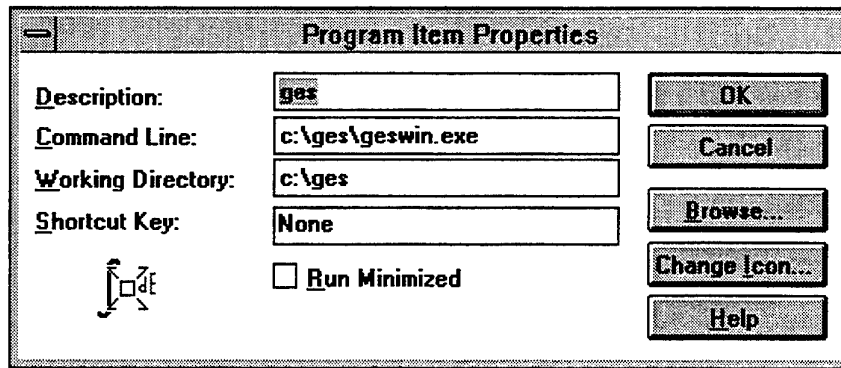 Program Item Properties
Description: ges OK
Command Line: c:\ges\geswin.exe Cancel
Working Directory: c:\ges
Shortcut Key: None Browse...
Run Minimized Change Icon...
Help